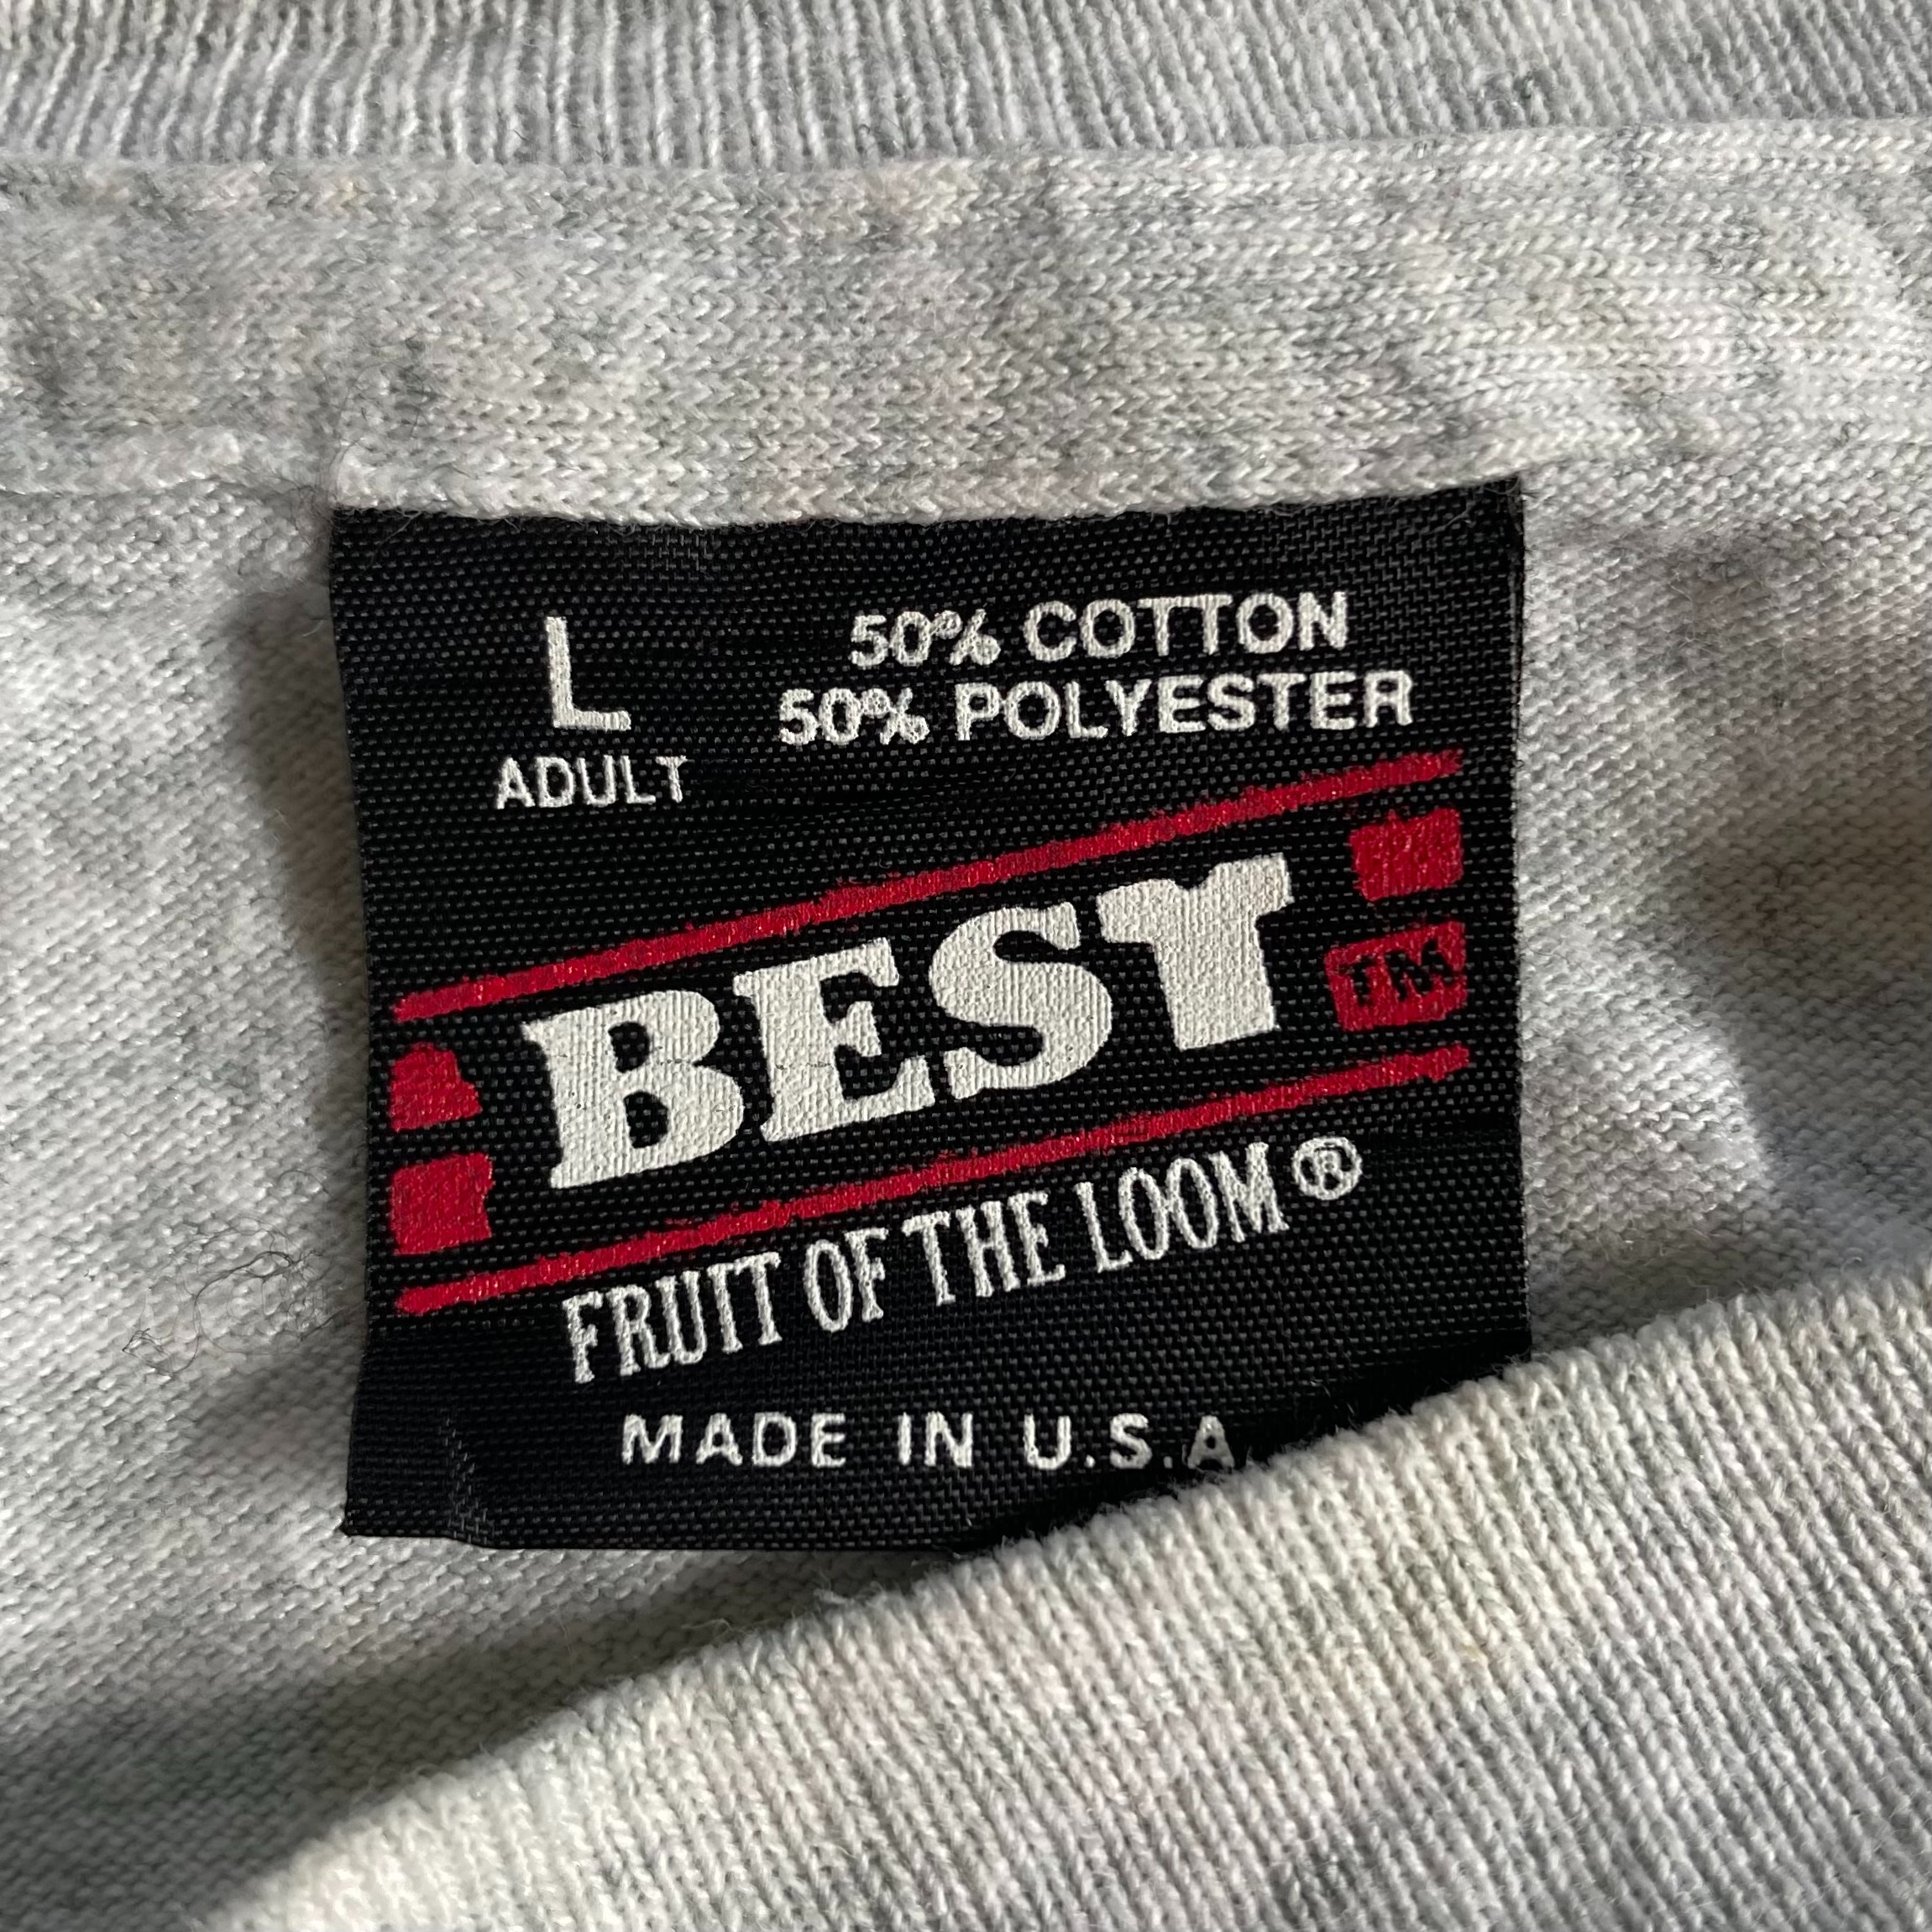 L
ADULT
50% COTTON
50% POLYESTER
BEST
TM
FRUIT OF THE LOOM®
MADE IN U.S.A